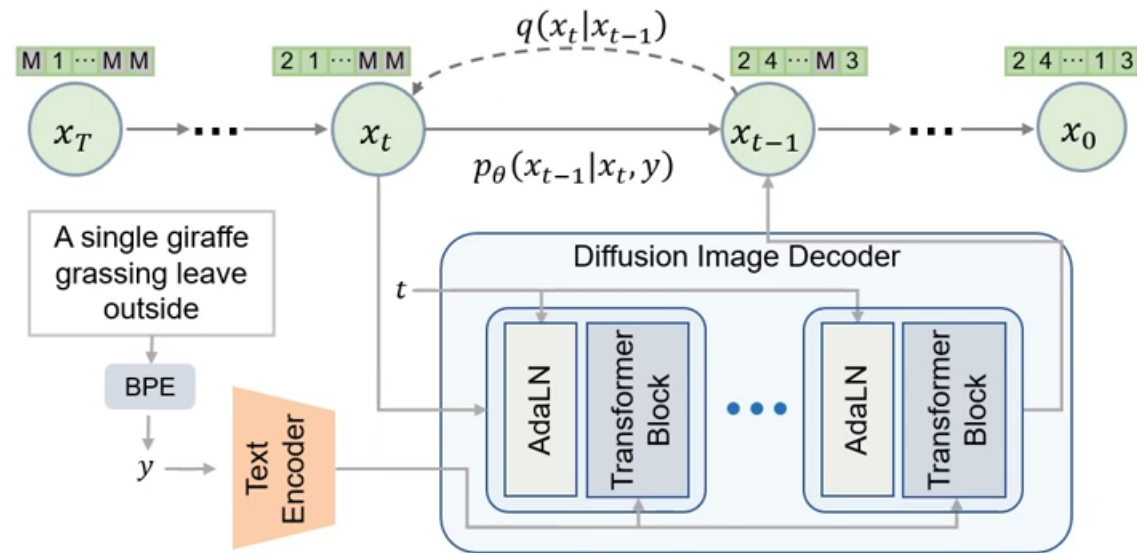 q(x_t|x_{t-1})
M 1 ⋯ M M
2 1 ⋯ M M
2 4 ⋯ M 3
2 4 ⋯ 1 3
x_T
x_t
x_{t-1}
x_0
p_θ(x_{t-1}|x_t, y)
A single giraffe
grassing leave
outside
BPE
y
Text
Encoder
Diffusion Image Decoder
t
AdaLN
Transformer
Block
AdaLN
Transformer
Block